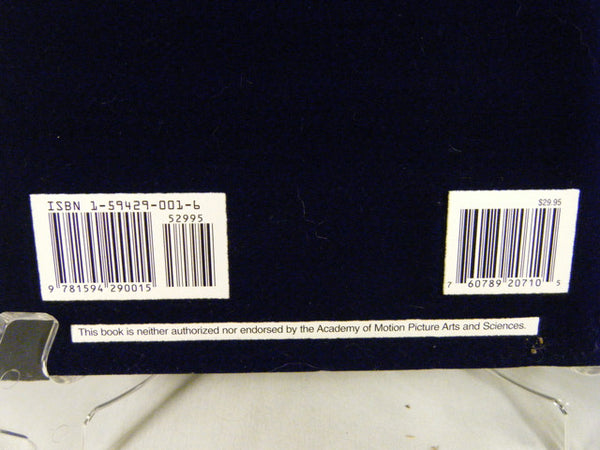 ISBN 1-59429-001-6
52995
9 781594 290015
$29.95
7 60789 20710 5
This book is neither authorized nor endorsed by the Academy of Motion Picture Arts and Sciences.